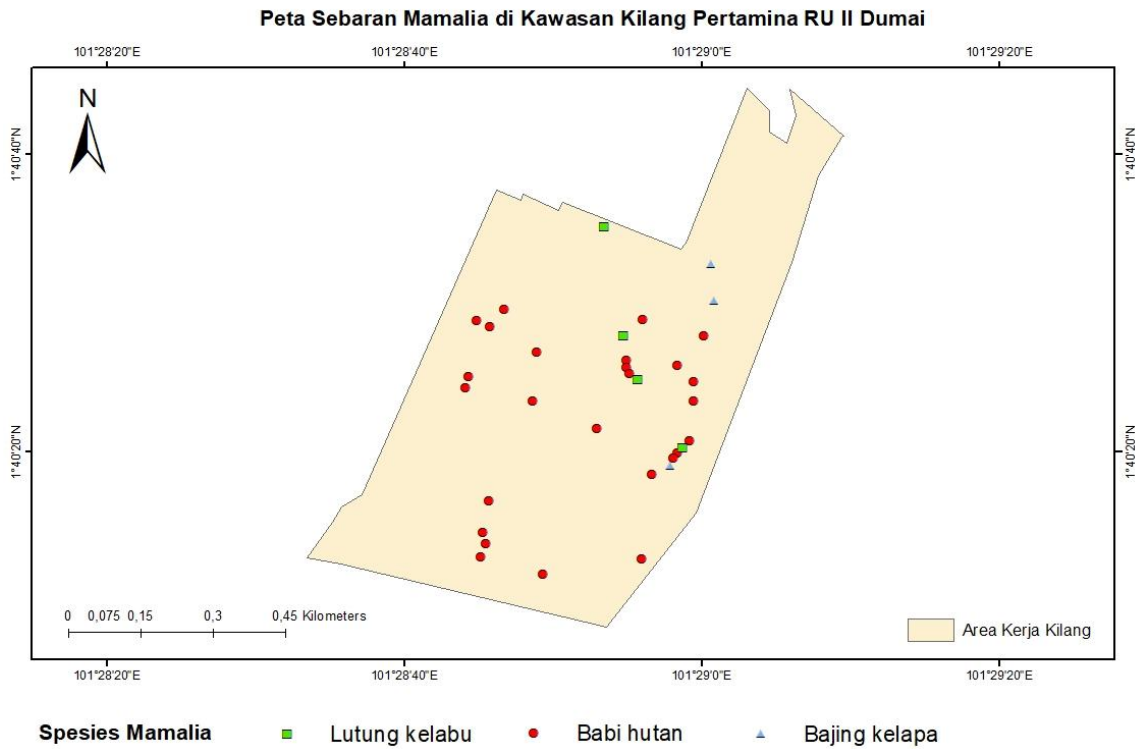 Peta Sebaran Mamalia di Kawasan Kilang Pertamina RU II Dumai
101°28'20"E 101°28'40"E 101°29'0"E 101°29'20"E
N
1°40'40"N 1°40'40"N
1°40'20"N 1°40'20"N
0 0,075 0,15 0,3 0,45 Kilometers
Area Kerja Kilang
101°28'20"E 101°28'40"E 101°29'0"E 101°29'20"E
Spesies Mamalia Lutung kelabu Babi hutan Bajing kelapa